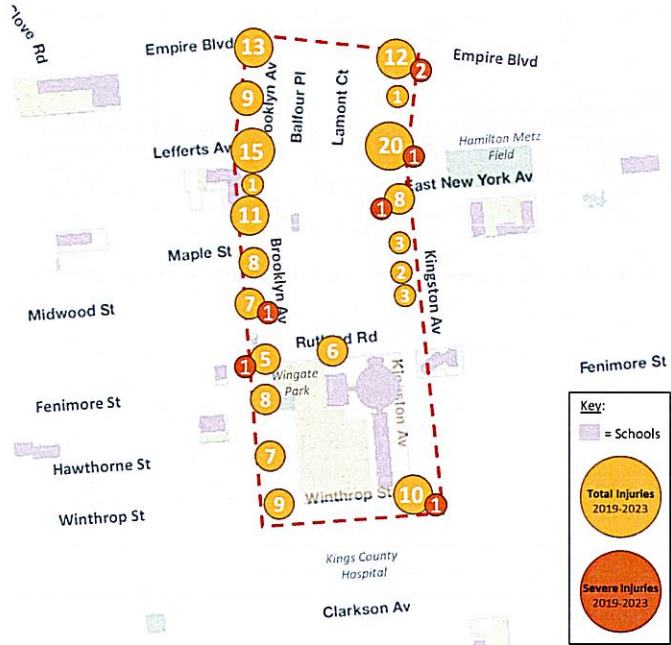 Clove Rd
Empire Blvd
13
12
2
Empire Blvd
9
1
Brooklyn Av
Balfour Pl
Lamont Ct
Lefferts Av
15
20
1
Hamilton Metz
Field
1
East New York Av
8
1
11
3
Maple St
8
Brooklyn Av
2
3
Kingston Av
Midwood St
7
1
Rutland Rd
6
1
5
Wingate
Park
Kingston Av
Fenimore St
Fenimore St
8
Hawthorne St
7
Winthrop St
9
Winthrop St
10
1
Kings County
Hospital
Clarkson Av
Key:
= Schools
Total Injuries
2019-2023
Severe Injuries
2019-2023